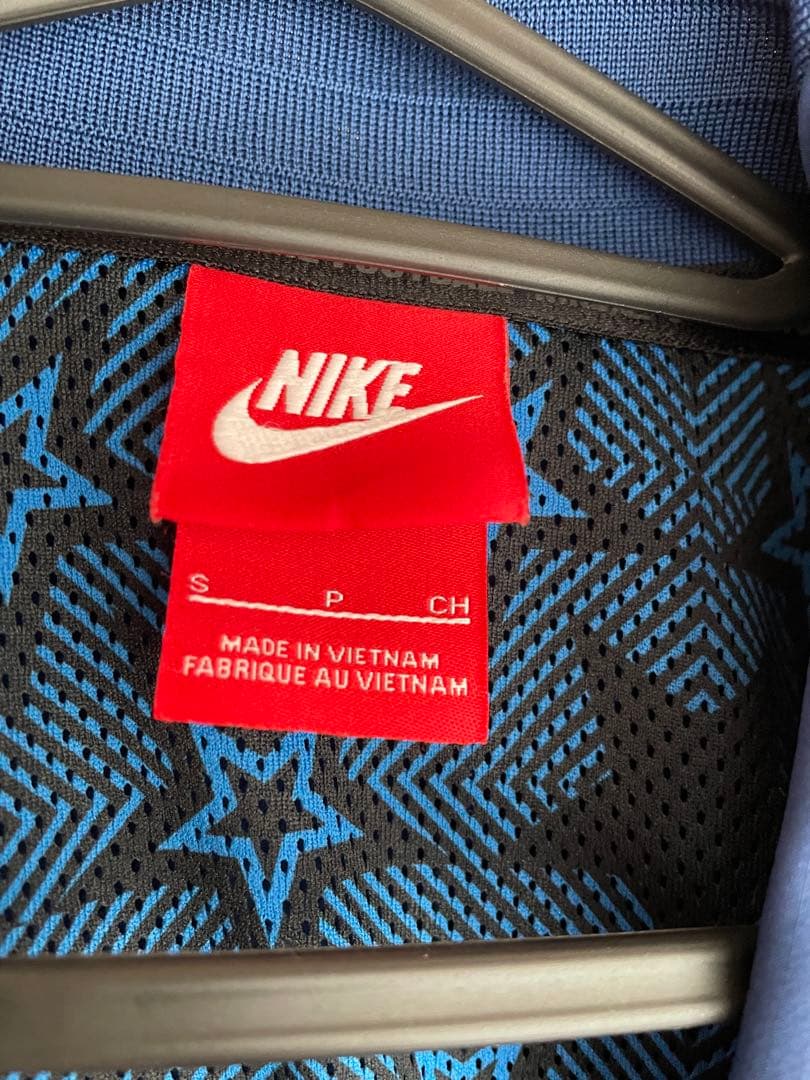 NIKE
S P CH
MADE IN VIETNAM
FABRIQUE AU VIETNAM